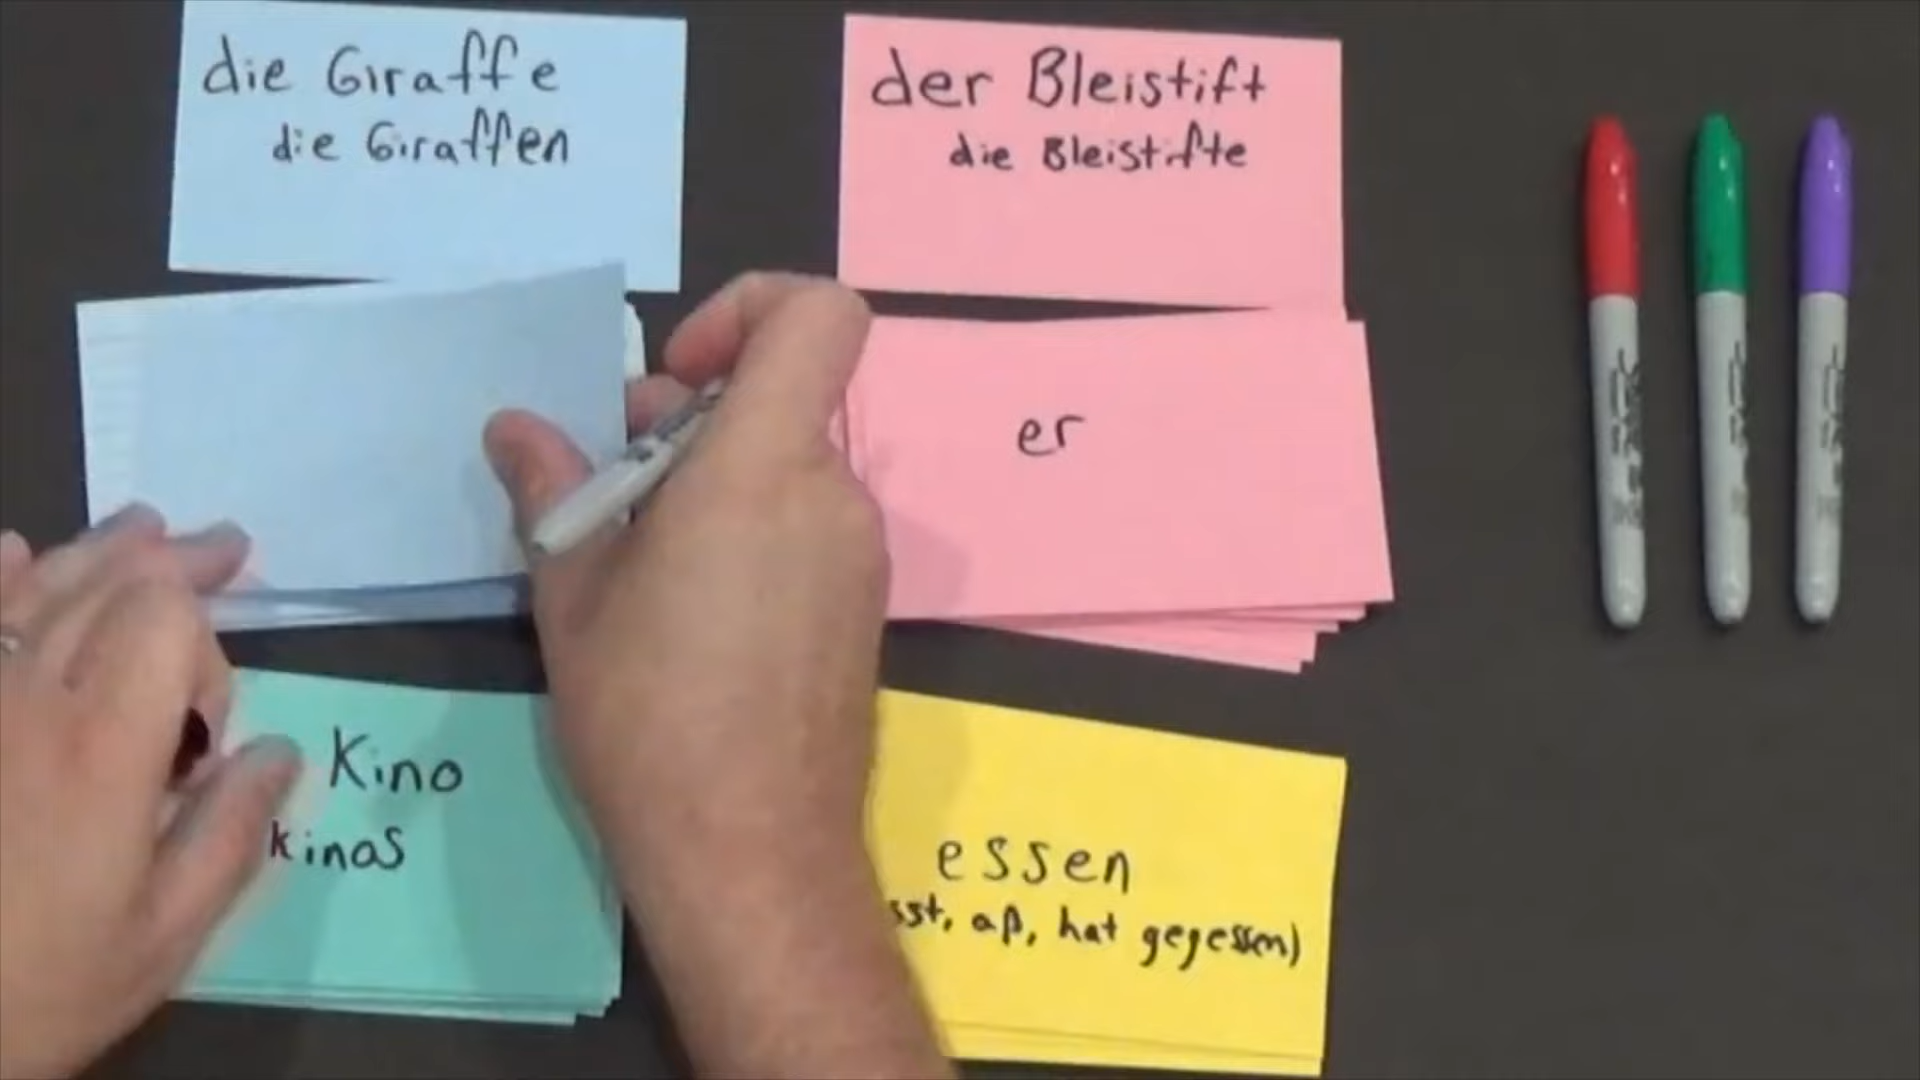 die Giraffe
die Giraffen
der Bleistift
die Bleistifte
er
Kino
Kinos
essen
sst, aß, hat gegessen)